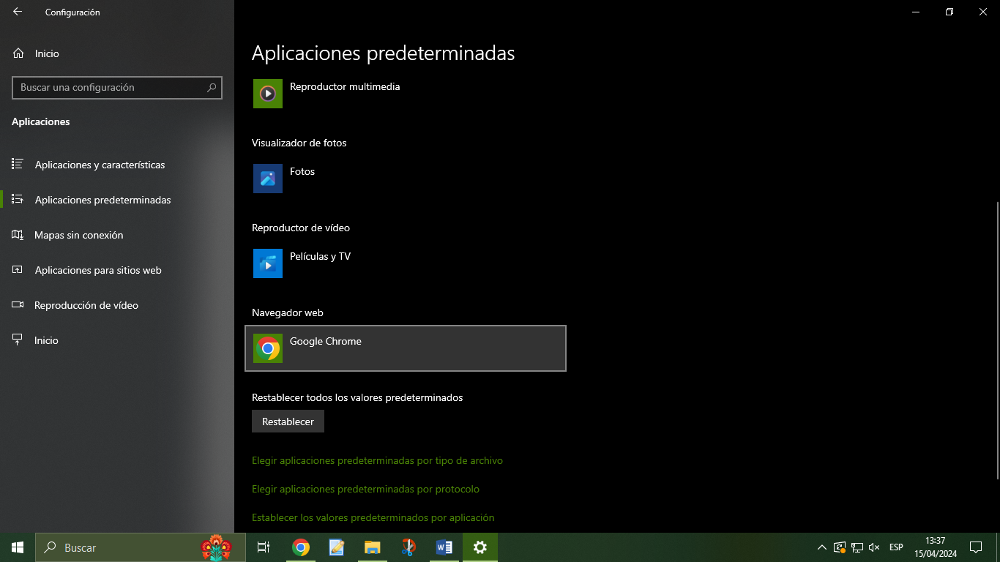 Configuración
Inicio
Buscar una configuración
Aplicaciones
Aplicaciones y características
Aplicaciones predeterminadas
Mapas sin conexión
Aplicaciones para sitios web
Reproducción de vídeo
Inicio
Aplicaciones predeterminadas
Reproductor multimedia
Visualizador de fotos
Fotos
Reproductor de vídeo
Películas y TV
Navegador web
Google Chrome
Restablecer todos los valores predeterminados
Restablecer
Elegir aplicaciones predeterminadas por tipo de archivo
Elegir aplicaciones predeterminadas por protocolo
Establecer los valores predeterminados por aplicación
Buscar
ESP
13:37
15/04/2024